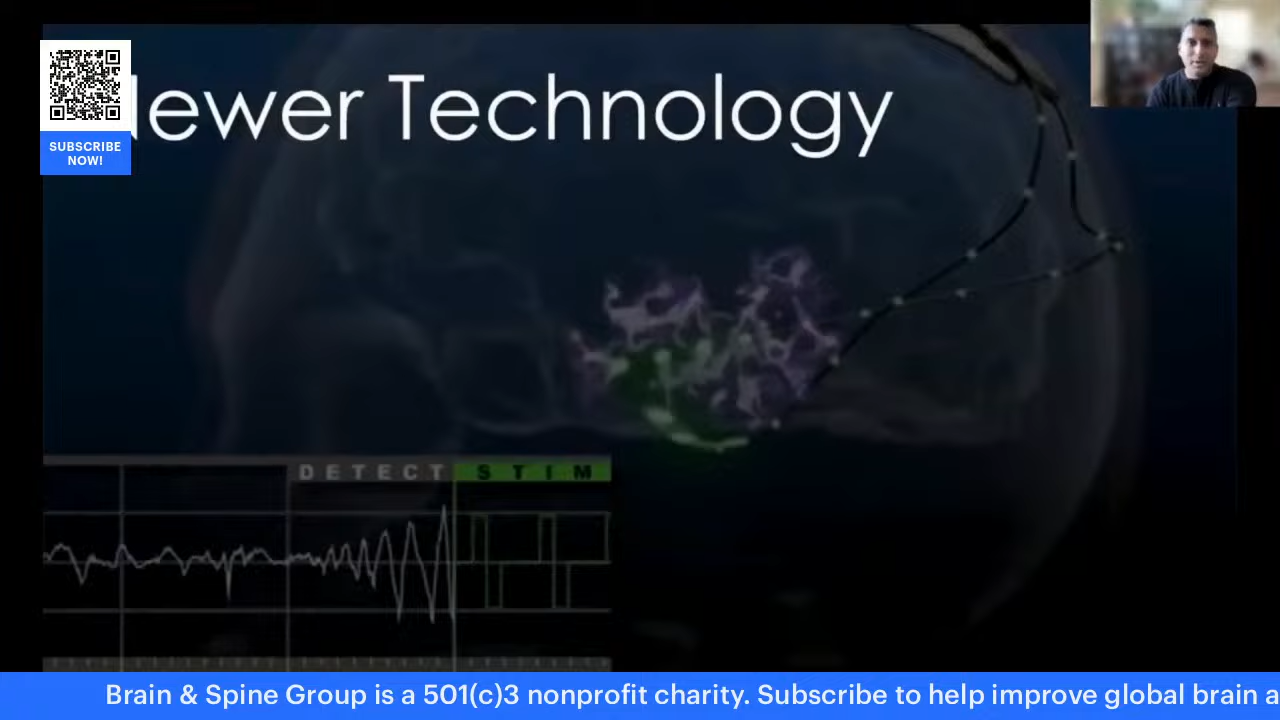 Newer Technology
SUBSCRIBE
NOW!
DETECT STIM
Brain & Spine Group is a 501(c)3 nonprofit charity. Subscribe to help improve global brain a